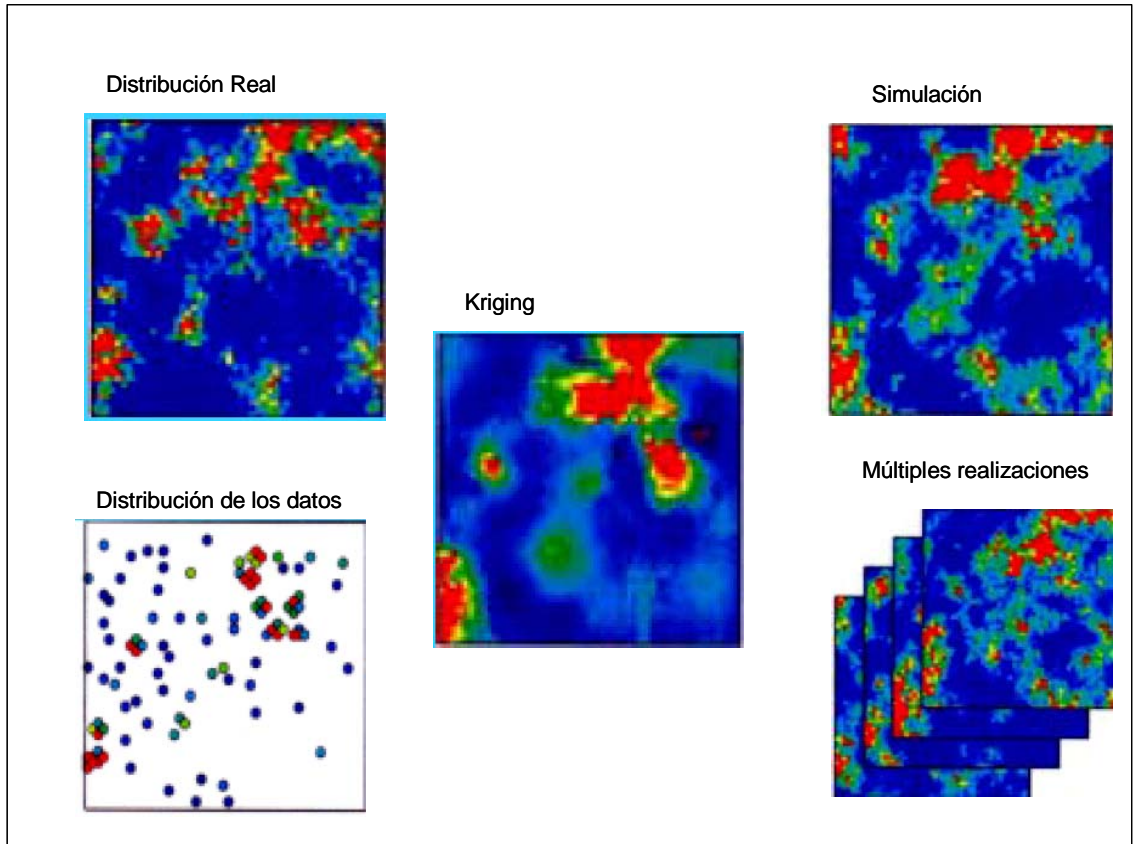 Distribución Real
Simulación
Kriging
Múltiples realizaciones
Distribución de los datos